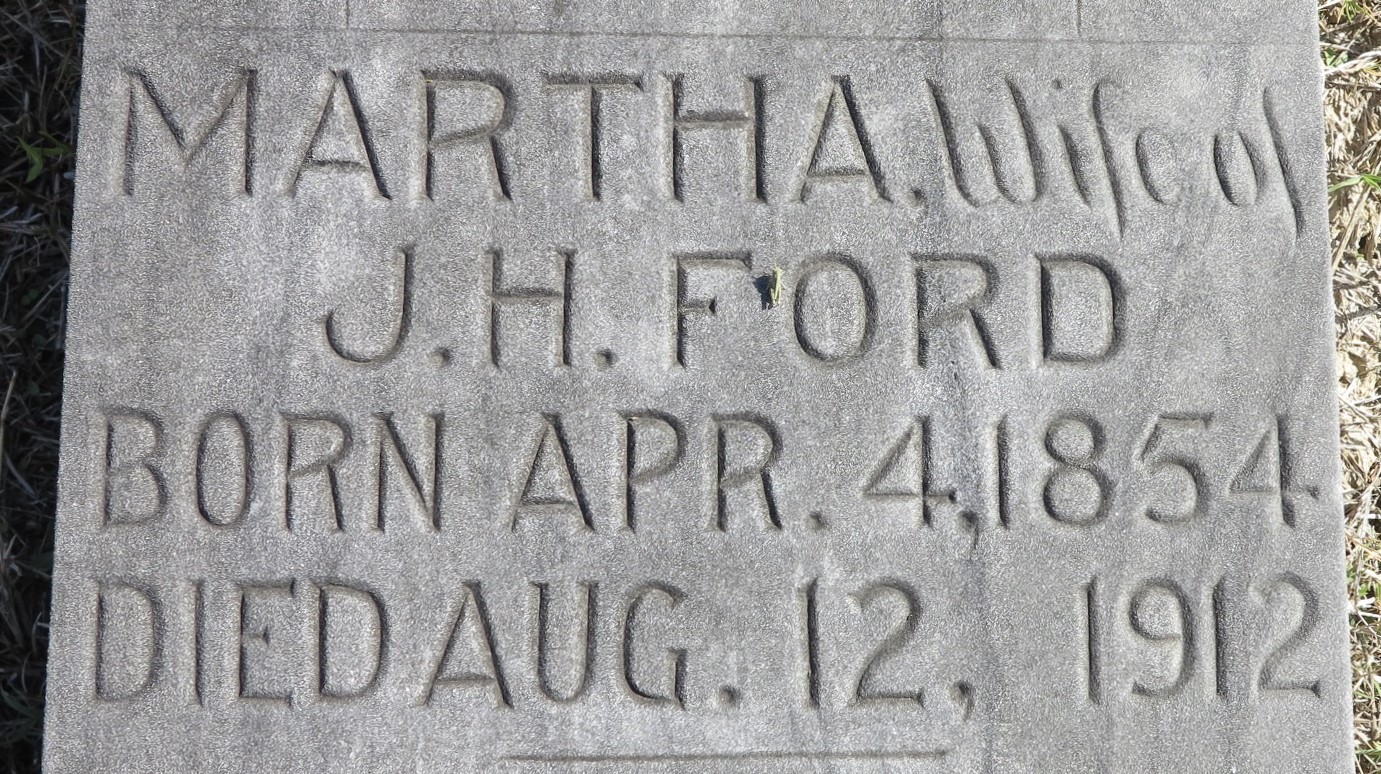 MARTHA. Wife of
J.H. FORD
BORN APR. 4, 1854
DIED AUG. 12, 1912